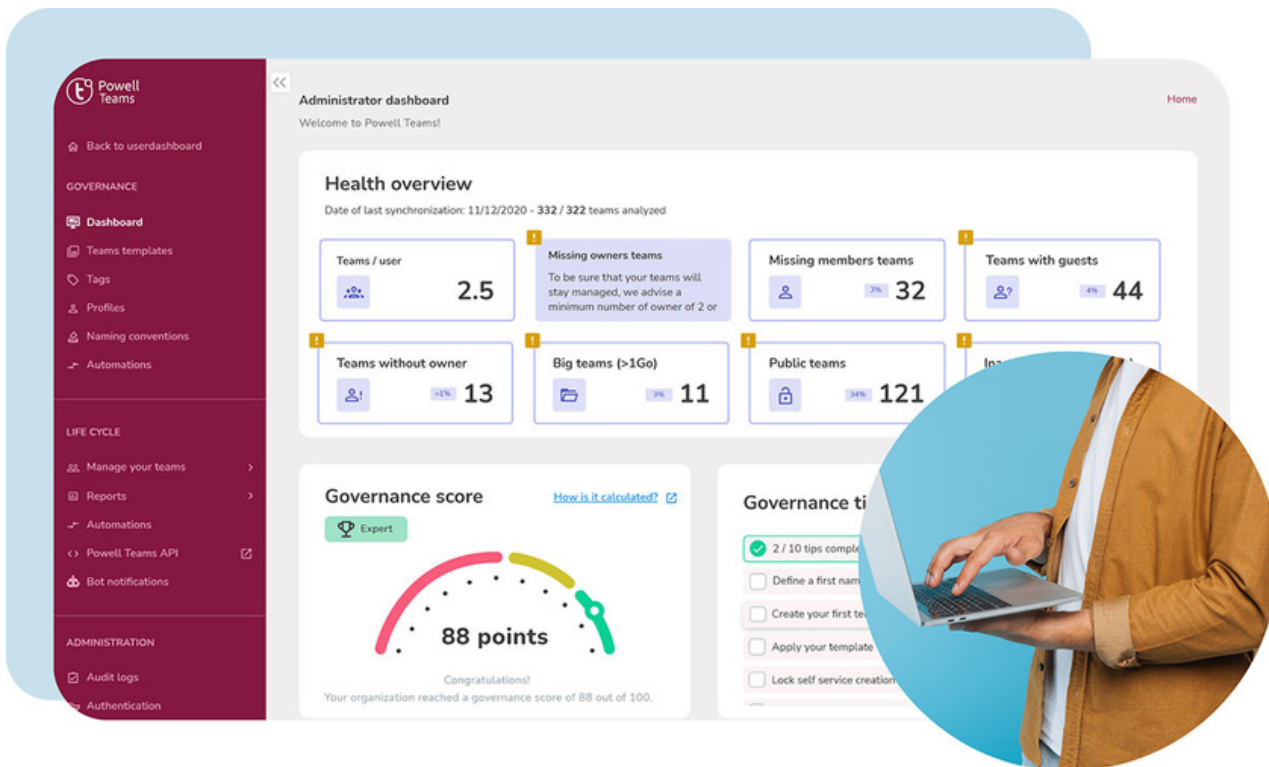 Powell
Teams
Back to userdashboard
GOVERNANCE
Dashboard
Teams templates
Tags
Profiles
Naming conventions
Automations
LIFE CYCLE
Manage your teams
Reports
Automations
Powell Teams API
Bot notifications
ADMINISTRATION
Audit logs
Authentication
Administrator dashboard
Home
Welcome to Powell Teams!
Health overview
Date of last synchronization: 11/12/2020 - 332 / 322 teams analyzed
Teams / user
2.5
Missing owners teams
To be sure that your teams will
stay managed, we advise a
minimum number of owner of 2 or
Missing members teams
3% 32
Teams with guests
4% 44
Teams without owner
>1% 13
Big teams (>1Go)
3% 11
Public teams
34% 121
Governance score
How is it calculated?
Expert
88 points
Congratulations!
Your organization reached a governance score of 88 out of 100.
Governance
2 / 10 tips
Define a first
Create your first
Apply your template
Lock self service creation